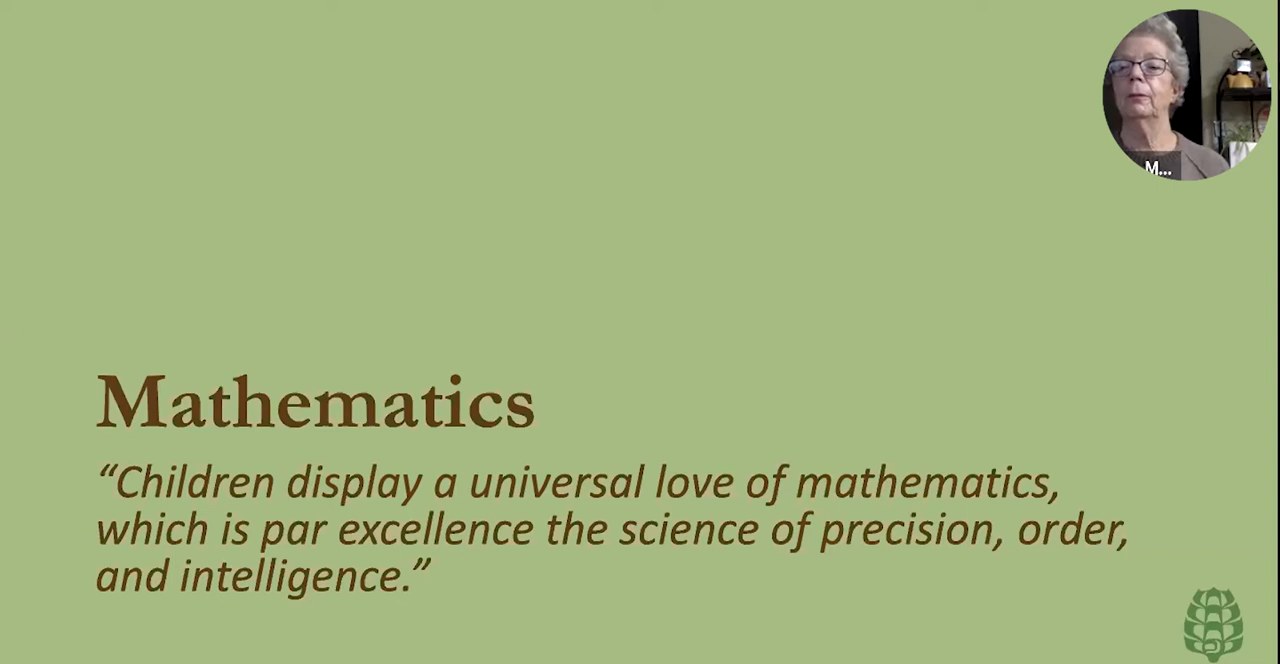 M...
Mathematics
“Children display a universal love of mathematics,
which is par excellence the science of precision, order,
and intelligence.”